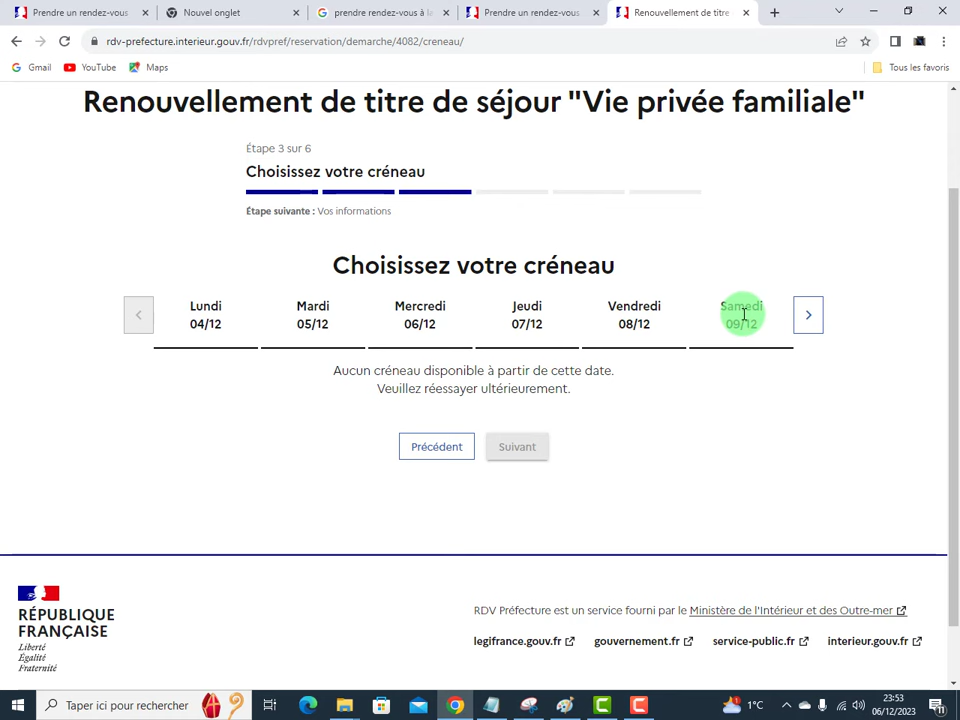 Prendre un rendez-vous
Nouvel onglet
prendre rendez-vous à la
Prendre un rendez-vous
Renouvellement de titre
rdv-prefecture.interieur.gouv.fr/rdvpref/reservation/demarche/4082/creneau/
Gmail YouTube Maps Tous les favoris
Renouvellement de titre de séjour "Vie privée familiale"
Étape 3 sur 6
Choisissez votre créneau
Étape suivante : Vos informations
Choisissez votre créneau
Lundi Mardi Mercredi Jeudi Vendredi Samedi
04/12 05/12 06/12 07/12 08/12 09/12
Aucun créneau disponible à partir de cette date.
Veuillez réessayer ultérieurement.
Précédent Suivant
RÉPUBLIQUE
FRANÇAISE
Liberté
Égalité
Fraternité
RDV Préfecture est un service fourni par le Ministère de l'Intérieur et des Outre-mer
legifrance.gouv.fr gouvernement.fr service-public.fr interieur.gouv.fr
Taper ici pour rechercher
1°C
23:53
06/12/2023